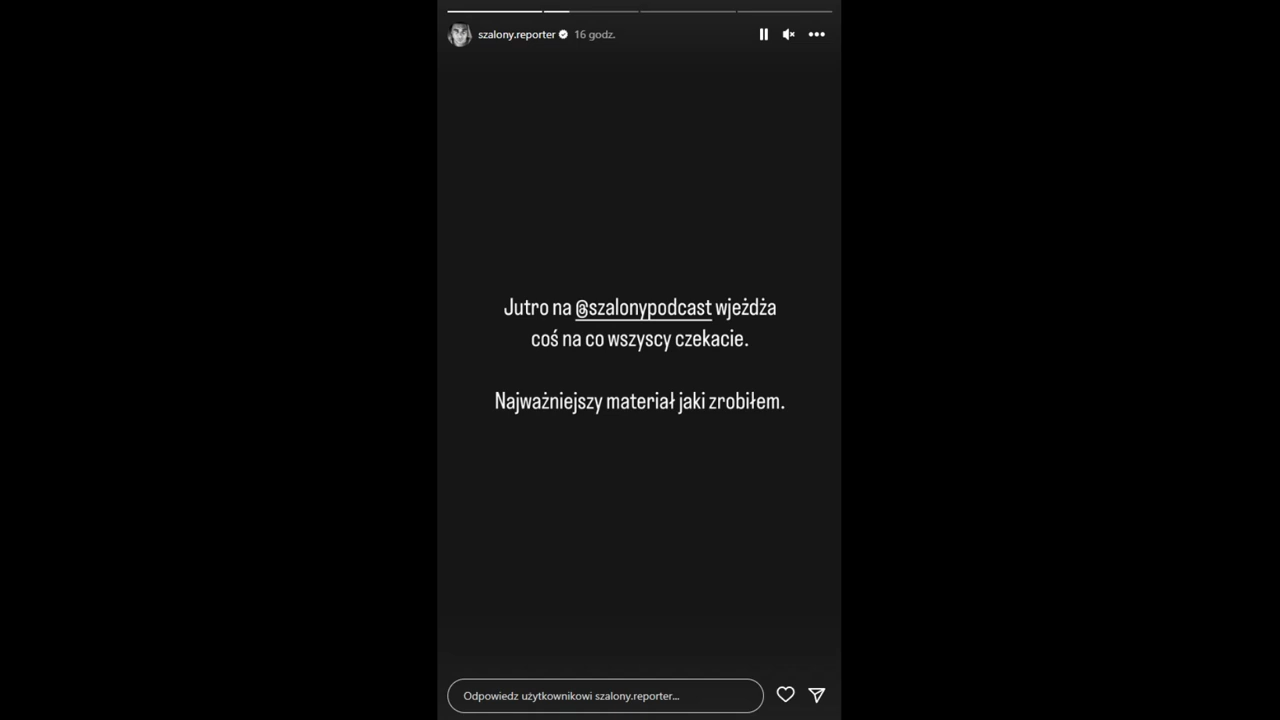 szalony.reporter 16 godz.
Jutro na @szalonypodcast wjeżdża
coś na co wszyscy czekacie.
Najważniejszy materiał jaki zrobiłem.
Odpowiedz użytkownikowi szalony.reporter...